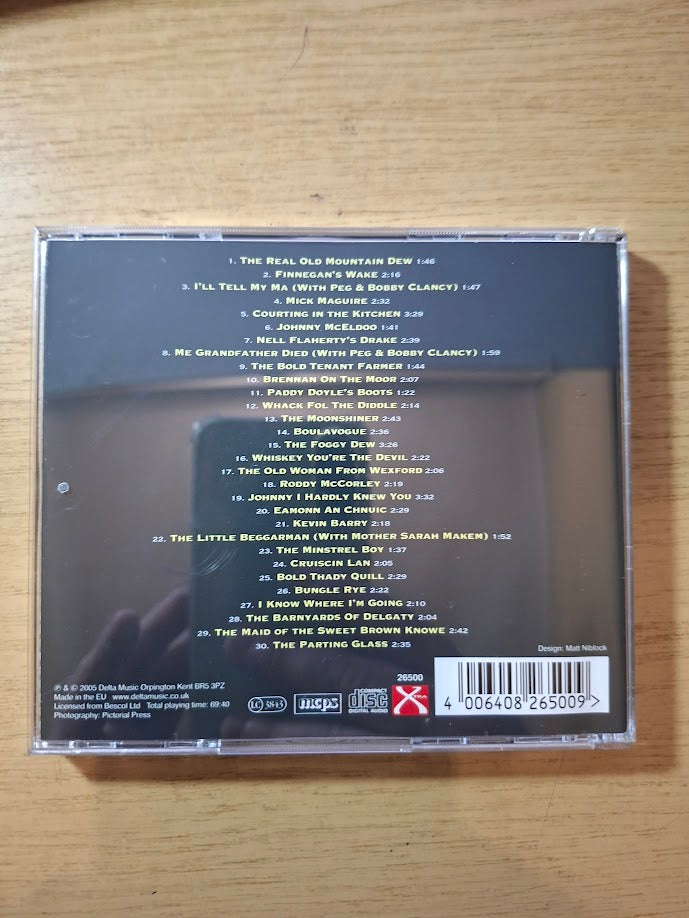 1. The Real Old Mountain Dew 1:46
2. Finnegan's Wake 2:16
3. I'll Tell My Ma (With Peg & Bobby Clancy) 1:47
4. Mick Maguire 2:32
5. Courting in the Kitchen 3:29
6. Johnny McEldoo 1:41
7. Nell Flaherty's Drake 2:39
8. Me Grandfather Died (With Peg & Bobby Clancy) 1:59
9. The Bold Tenant Farmer 1:44
10. Brennan On The Moor 2:07
11. Paddy Doyle's Boots 1:22
12. Whack Fol The Diddle 2:14
13. The Moonshiner 2:43
14. Boulavogue 2:36
15. The Foggy Dew 3:26
16. Whiskey You're The Devil 2:22
17. The Old Woman From Wexford 2:06
18. Roddy McCorley 2:19
19. Johnny I Hardly Knew You 3:32
20. Eamonn An Chnuic 2:29
21. Kevin Barry 2:18
22. The Little Beggarman (With Mother Sarah Makem) 1:52
23. The Minstrel Boy 1:37
24. Cruiscin Lan 2:05
25. Bold Thady Quill 2:29
26. Bungle Rye 2:22
27. I Know Where I'm Going 2:10
28. The Barnyards Of Delgaty 2:04
29. The Maid of the Sweet Brown Knowe 2:42
30. The Parting Glass 2:35
Design: Matt Niblock
℗ & © 2005 Delta Music Orpington Kent BR5 3PZ
Made in the EU www.deltamusic.co.uk
Licensed from Bescol Ltd Total playing time: 69:40
Photography: Pictorial Press
LC 3843
mcps
COMPACT
disc
DIGITAL AUDIO
26500
XTRA
4 006408 265009 >